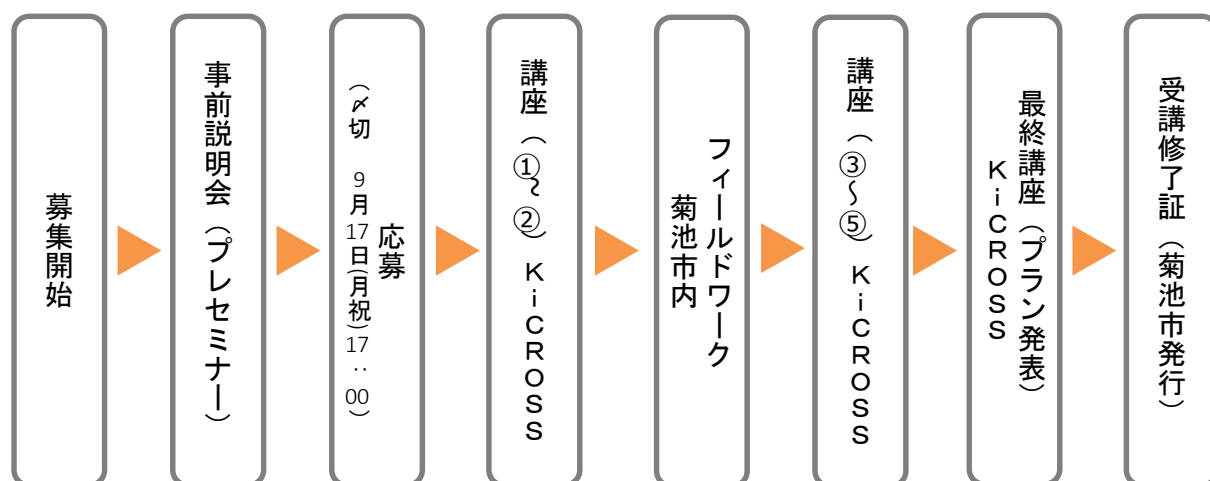 募集開始
事前説明会（プレセミナー）
応募
（〆切　9月17日(月祝)17：00）
講座（①～②）ＫｉＣＲＯＳＳ
フィールドワーク
菊池市内
講座（③～⑤）ＫｉＣＲＯＳＳ
最終講座（プラン発表）
ＫｉＣＲＯＳＳ
受講修了証（菊池市発行）